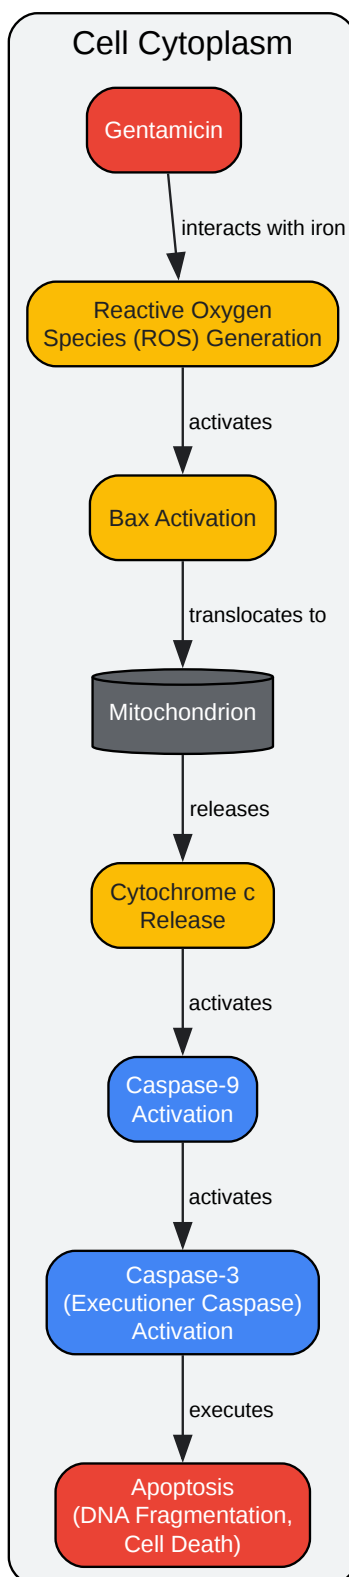 Cell Cytoplasm
Gentamicin
interacts with iron
Reactive Oxygen
Species (ROS) Generation
activates
Bax Activation
translocates to
Mitochondrion
releases
Cytochrome c
Release
activates
Caspase-9
Activation
activates
Caspase-3
(Executioner Caspase)
Activation
executes
Apoptosis
(DNA Fragmentation,
Cell Death)